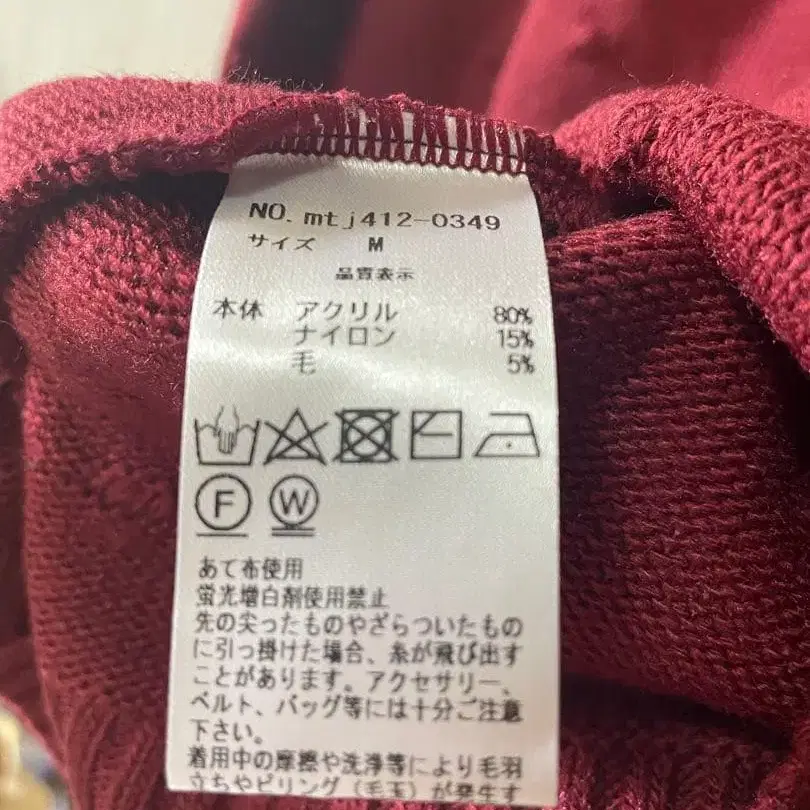 NO. mtj412-0349
サイズ M
品質表示
本体 アクリル 80%
ナイロン 15%
毛 5%
F W
あて布使用
蛍光増白剤使用禁止
先の尖ったものやざらついたもの
に引っ掛けた場合、糸が飛び出す
ことがあります。アクセサリー、
ベルト、バッグ等には十分ご注意
下さい。
着用中の摩擦や洗浄等により毛羽
立ちやピリング（毛玉）が発生す